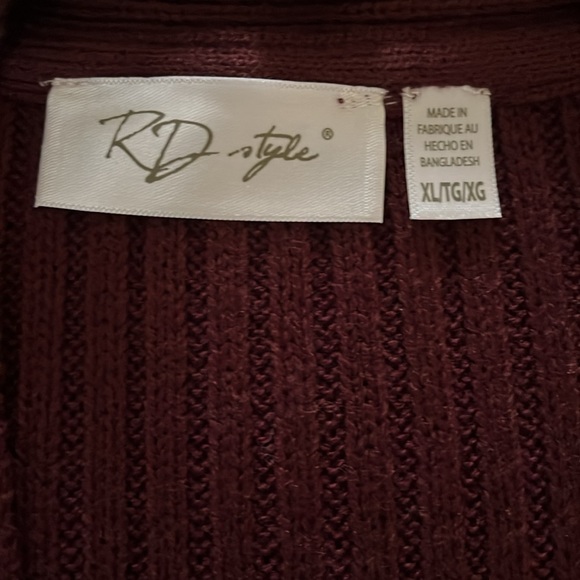 RD style®
MADE IN
FABRIQUE AU
HECHO EN
BANGLADESH
XL/TG/XG